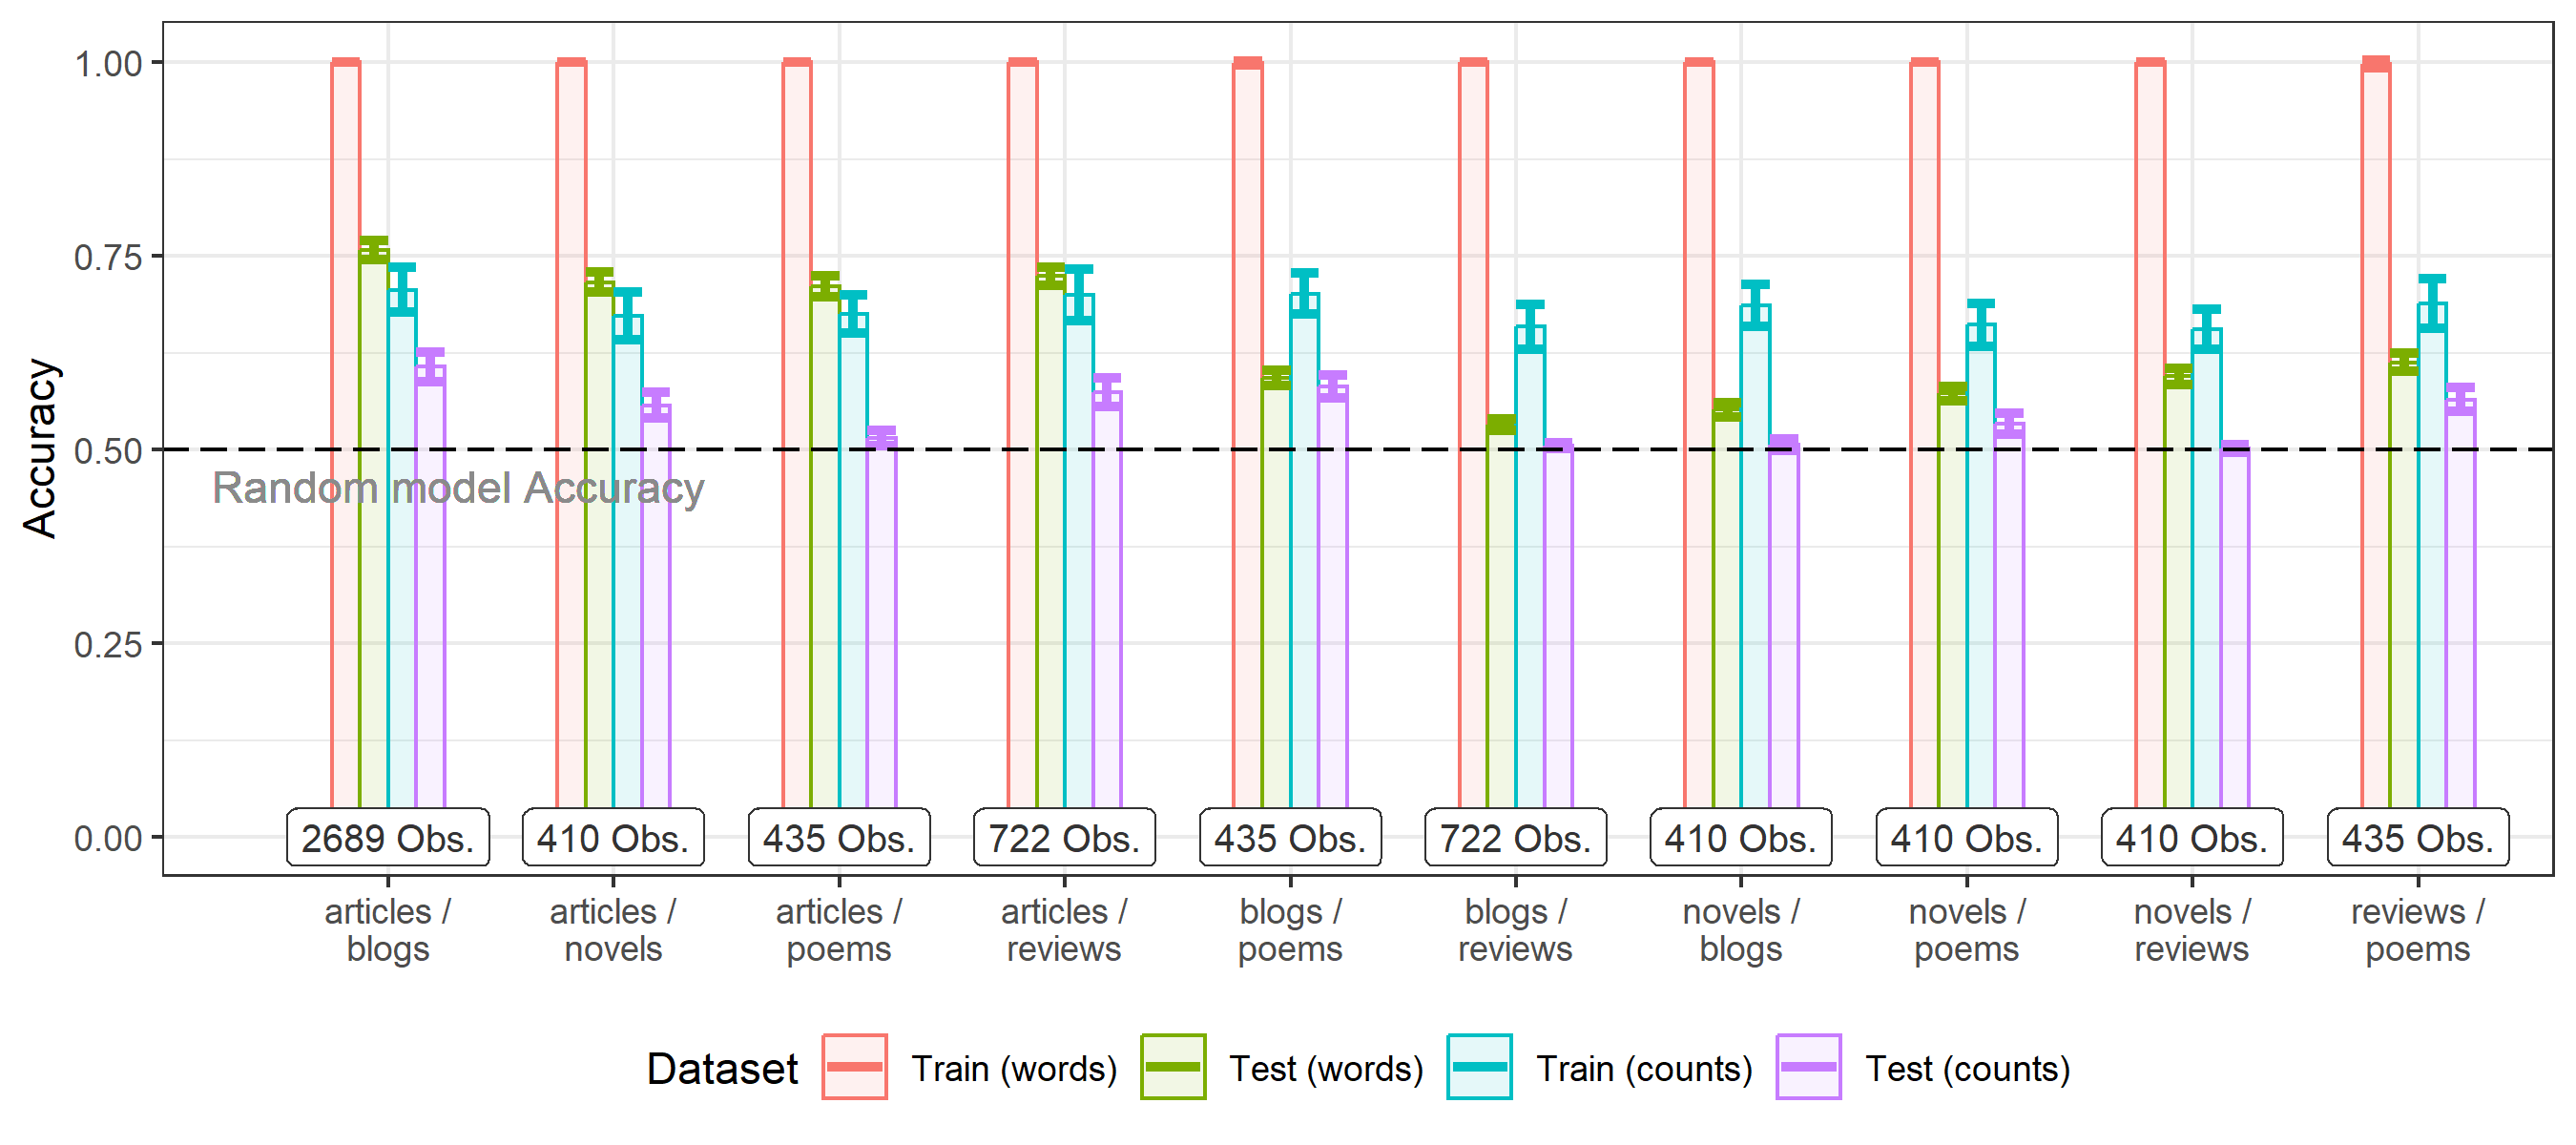 Accuracy
1.00
0.75
0.50
0.25
0.00
Random model Accuracy
2689 Obs.
410 Obs.
435 Obs.
722 Obs.
435 Obs.
722 Obs.
410 Obs.
410 Obs.
410 Obs.
435 Obs.
articles /
blogs
articles /
novels
articles /
poems
articles /
reviews
blogs /
poems
blogs /
reviews
novels /
blogs
novels /
poems
novels /
reviews
reviews /
poems
Dataset
Train (words)
Test (words)
Train (counts)
Test (counts)